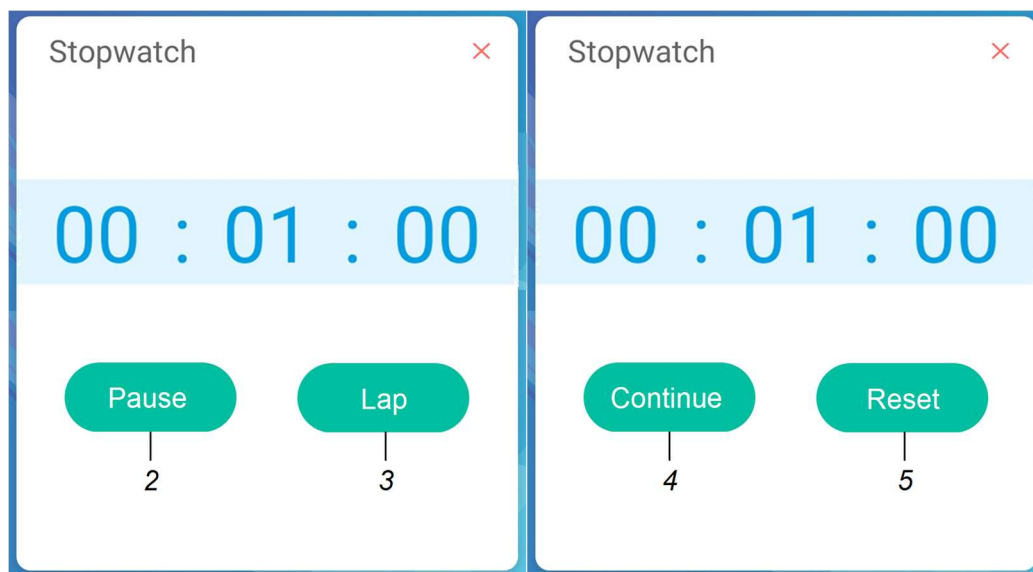 Stopwatch
00 : 01 : 00
Pause Lap
2 3
Stopwatch
00 : 01 : 00
Continue Reset
4 5